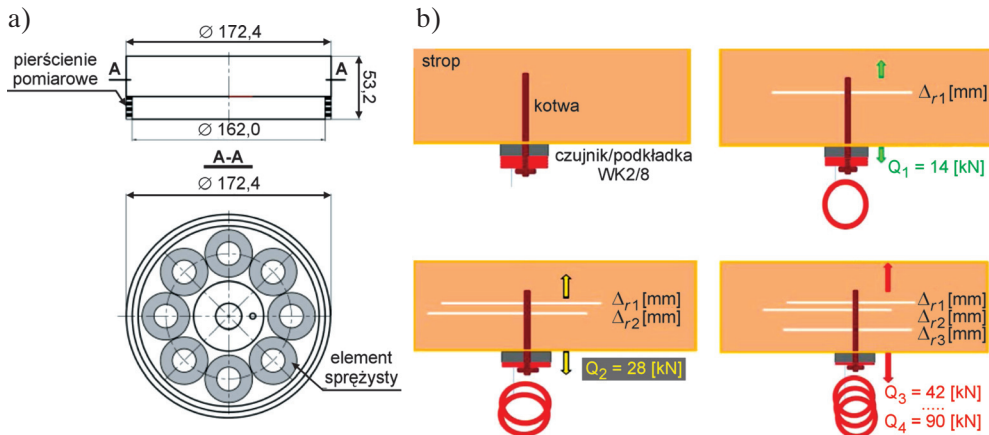 a)
∅ 172,4
pierścienie
pomiarowe
A
A
53,2
∅ 162,0
A-A
∅ 172,4
element
sprężysty
b)
strop
kotwa
czujnik/podkładka
WK2/8
Δr1 [mm]
Q1 = 14 [kN]
Δr1 [mm]
Δr2 [mm]
Q2 = 28 [kN]
Δr1 [mm]
Δr2 [mm]
Δr3 [mm]
Q3 = 42 [kN]
.....
Q4 = 90 [kN]